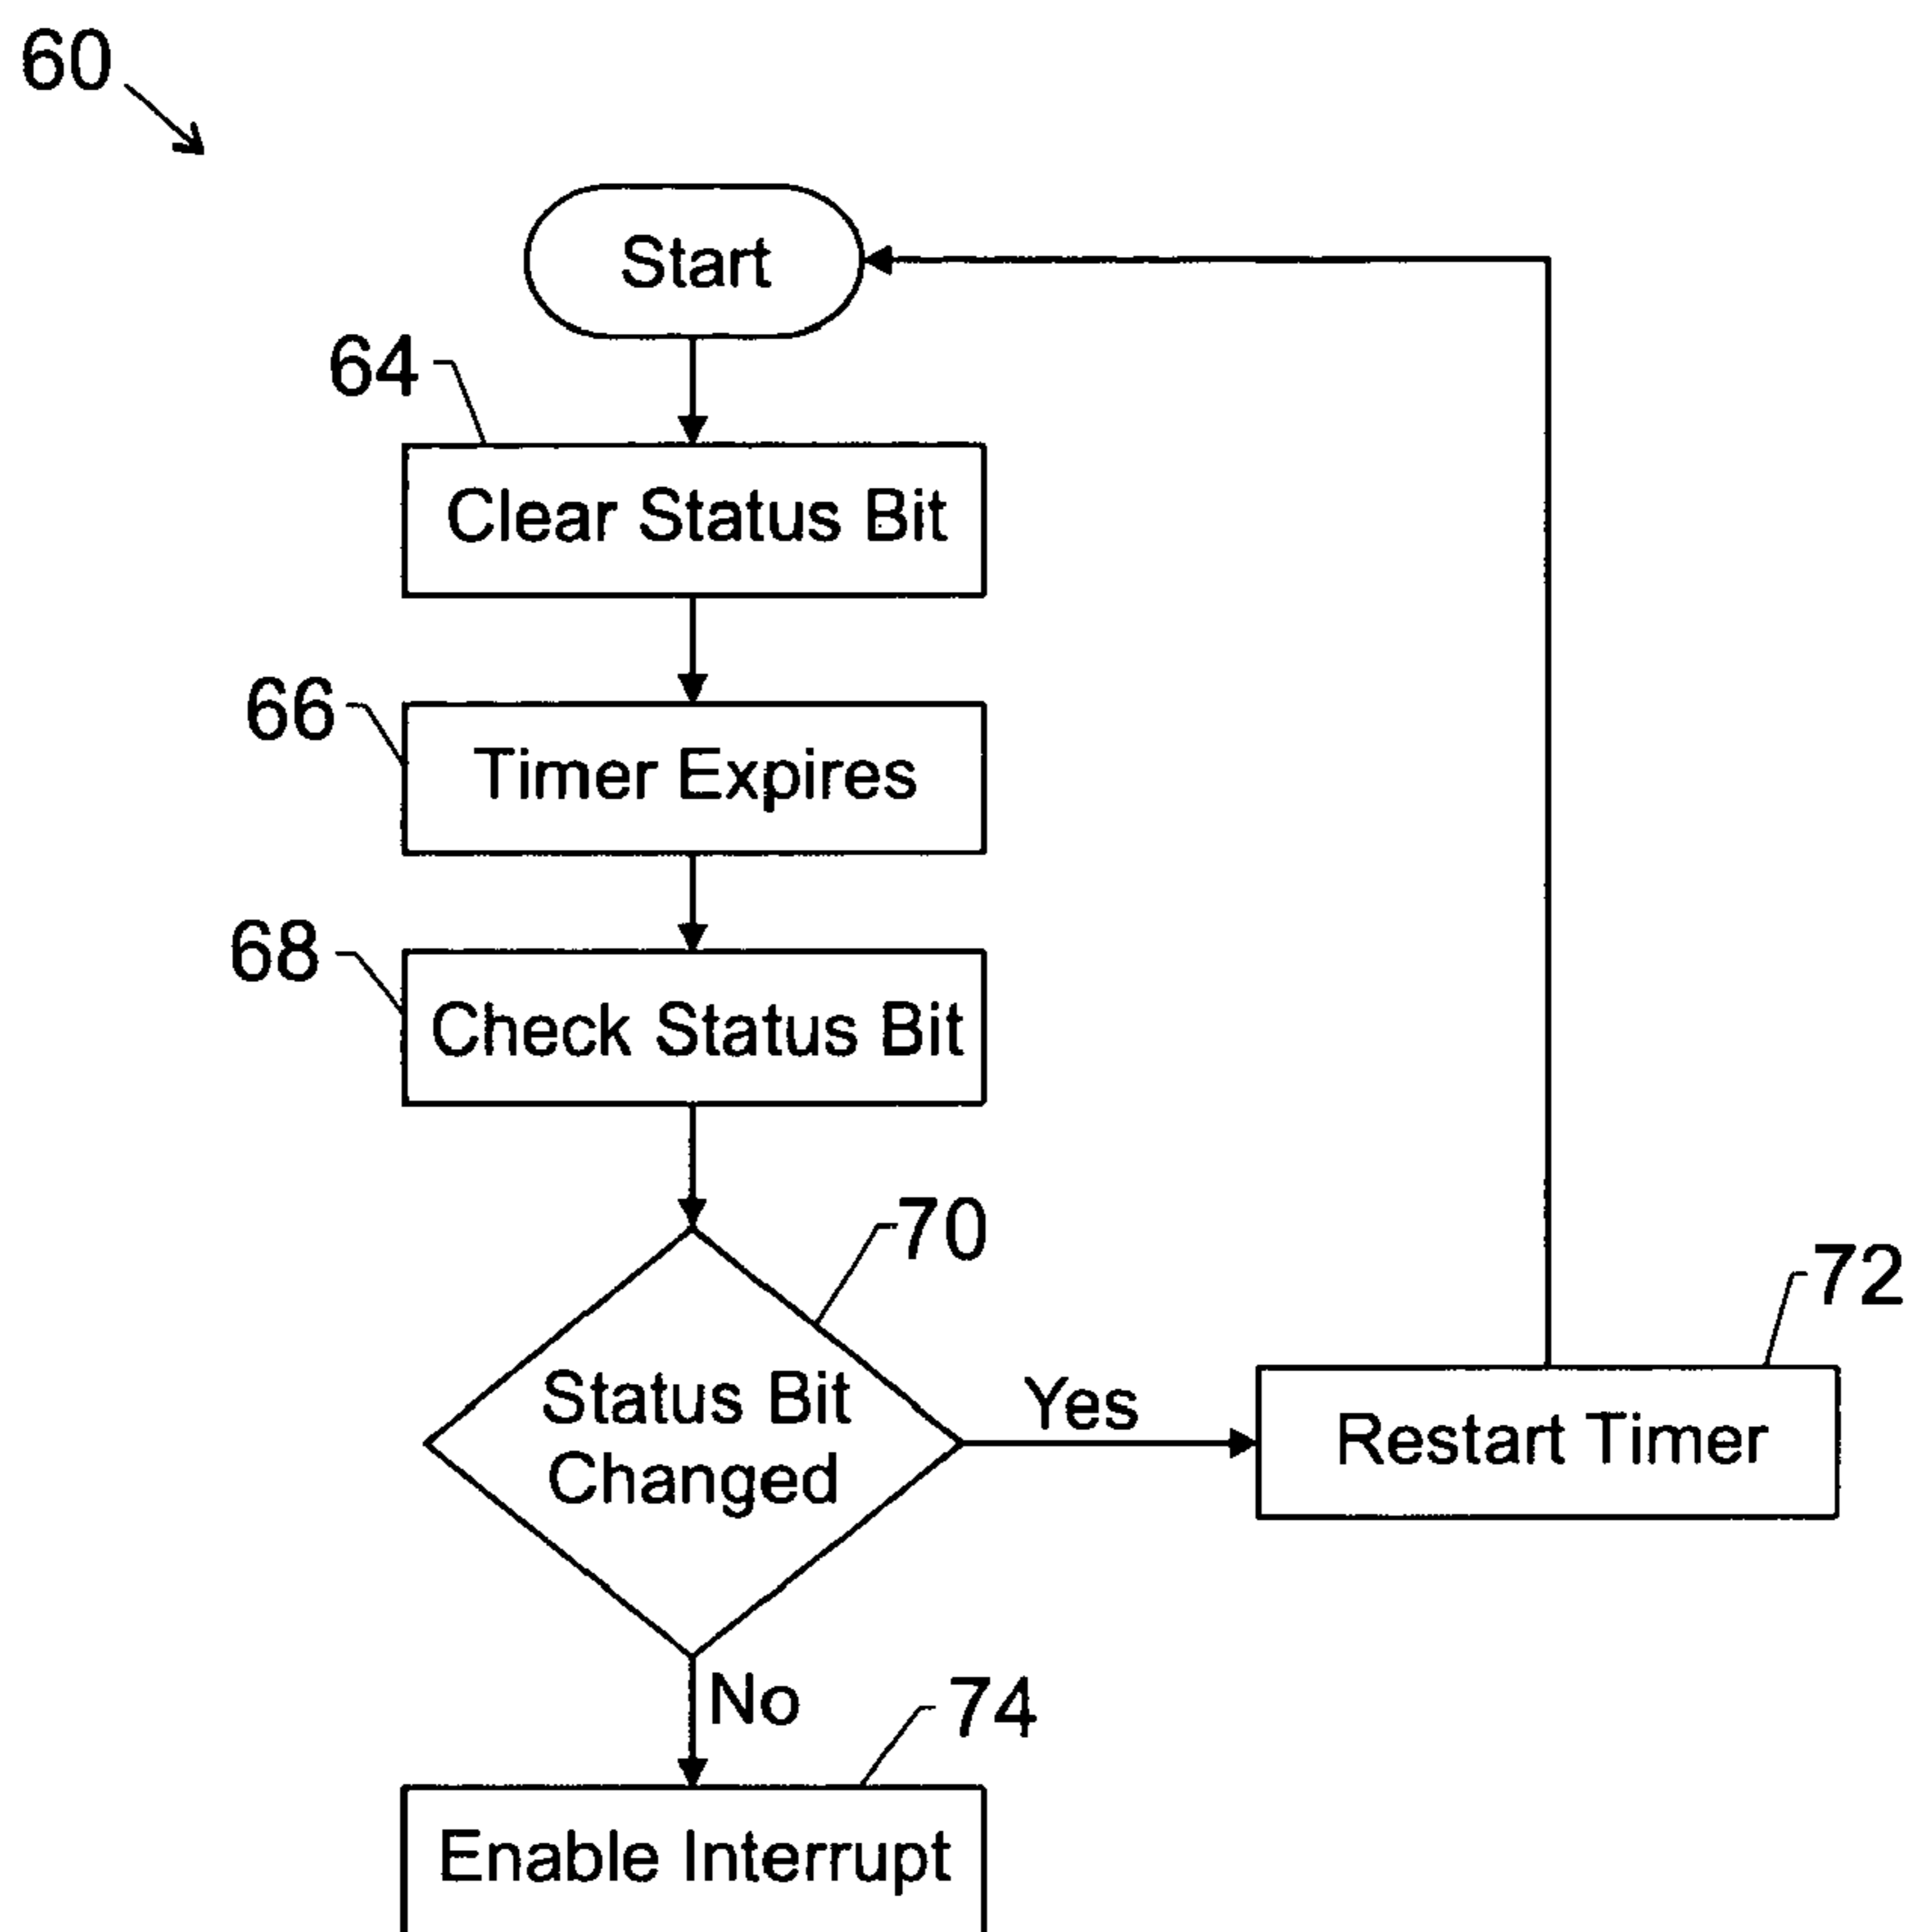 60
Start
64
Clear Status Bit
66
Timer Expires
68
Check Status Bit
70
72
Status Bit
Changed
Yes
Restart Timer
No
74
Enable Interrupt